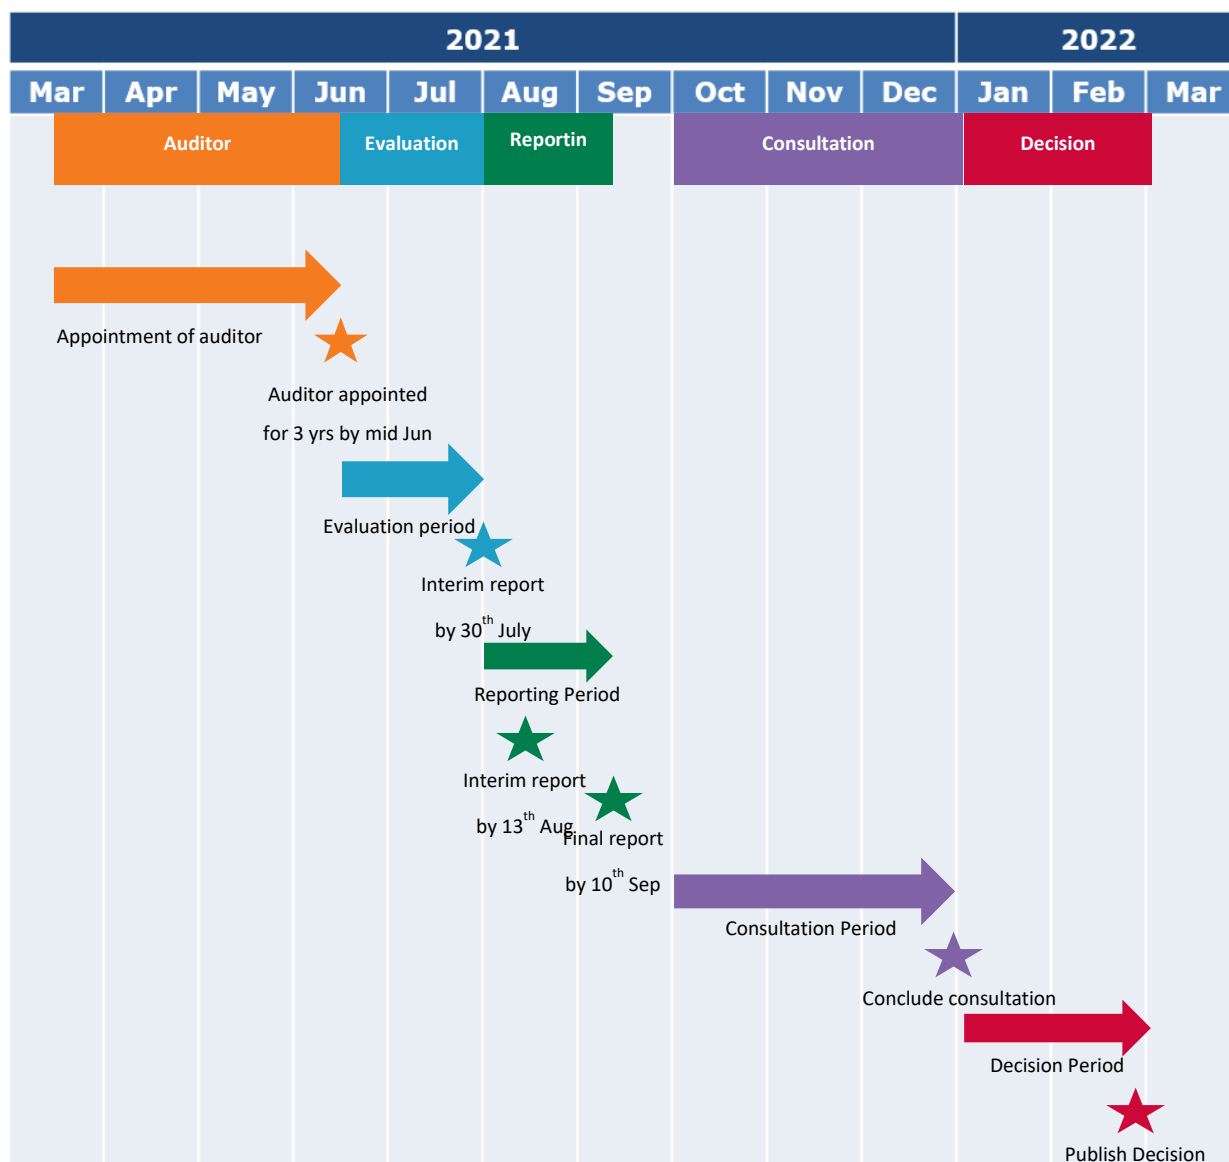 2021 2022
Mar Apr May Jun Jul Aug Sep Oct Nov Dec Jan Feb Mar
Auditor Evaluation Reportin Consultation Decision
Appointment of auditor
Auditor appointed
for 3 yrs by mid Jun
Evaluation period
Interim report
by 30th July
Reporting Period
Interim report
by 13th Aug
Final report
by 10th Sep
Consultation Period
Conclude consultation
Decision Period
Publish Decision